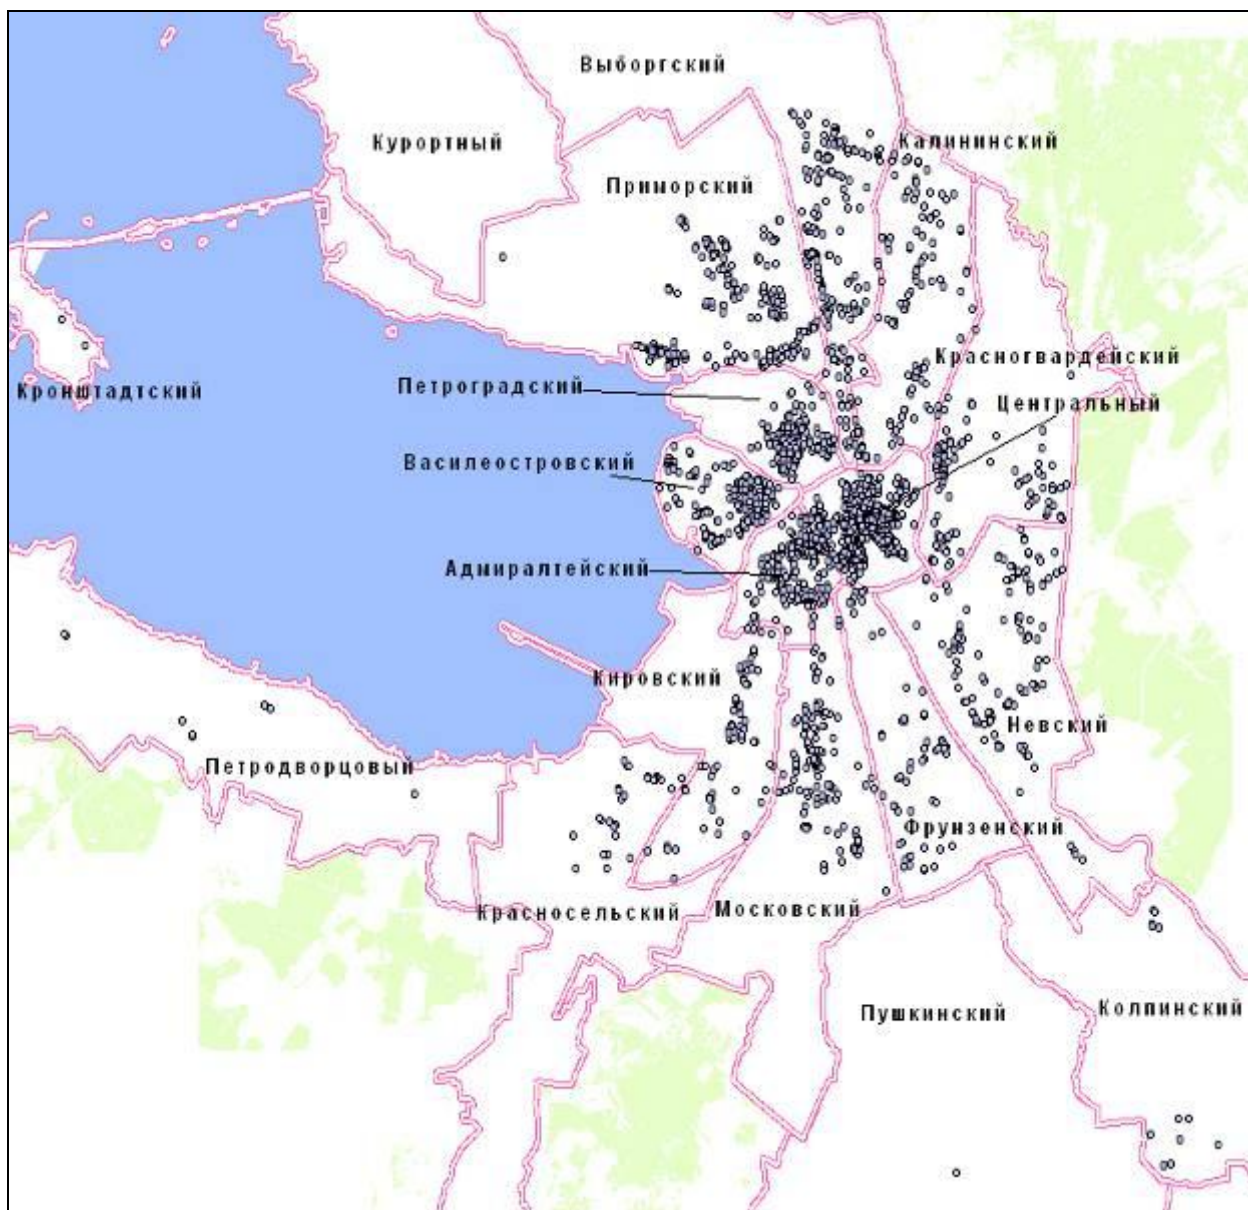 Выборгский
Курортный
Калининский
Приморский
Красногвардейский
Петроградский
Кронштадтский
Центральный
Василеостровский
Адмиралтейский
Кировский
Невский
Петродворцовый
Фрунзенский
Красносельский
Московский
Пушкинский
Колпинский